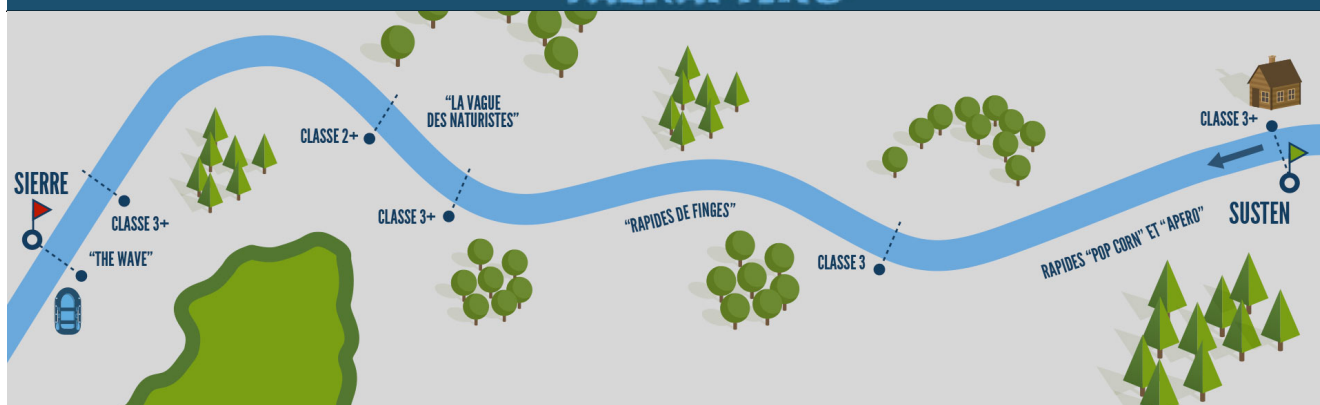 "LA VAGUE
DES NATURISTES"
CLASSE 2+
CLASSE 3+
SIERRE
CLASSE 3+
CLASSE 3+
"RAPIDES DE FINGES"
SUSTEN
"THE WAVE"
CLASSE 3
RAPIDES "POP CORN" ET "APERO"